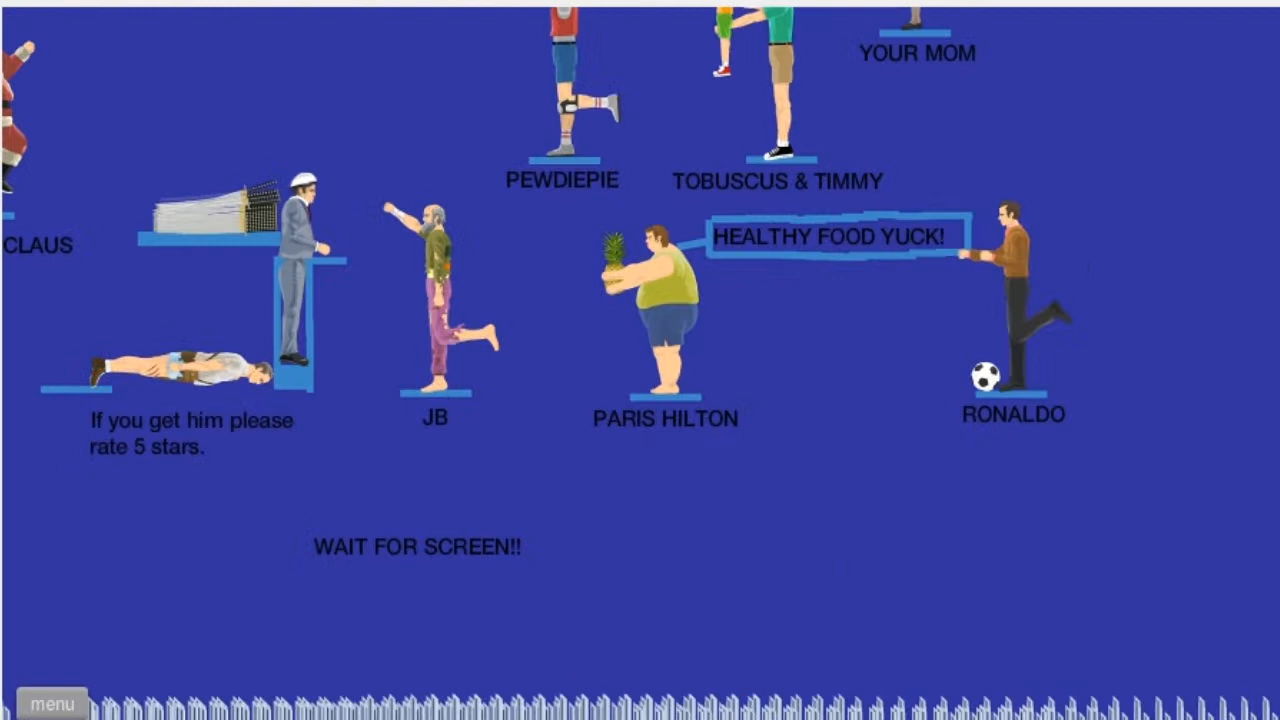 YOUR MOM
PEWDIEPIE
TOBUSCUS & TIMMY
CLAUS
HEALTHY FOOD YUCK!
If you get him please
rate 5 stars.
JB
PARIS HILTON
RONALDO
WAIT FOR SCREEN!!
menu